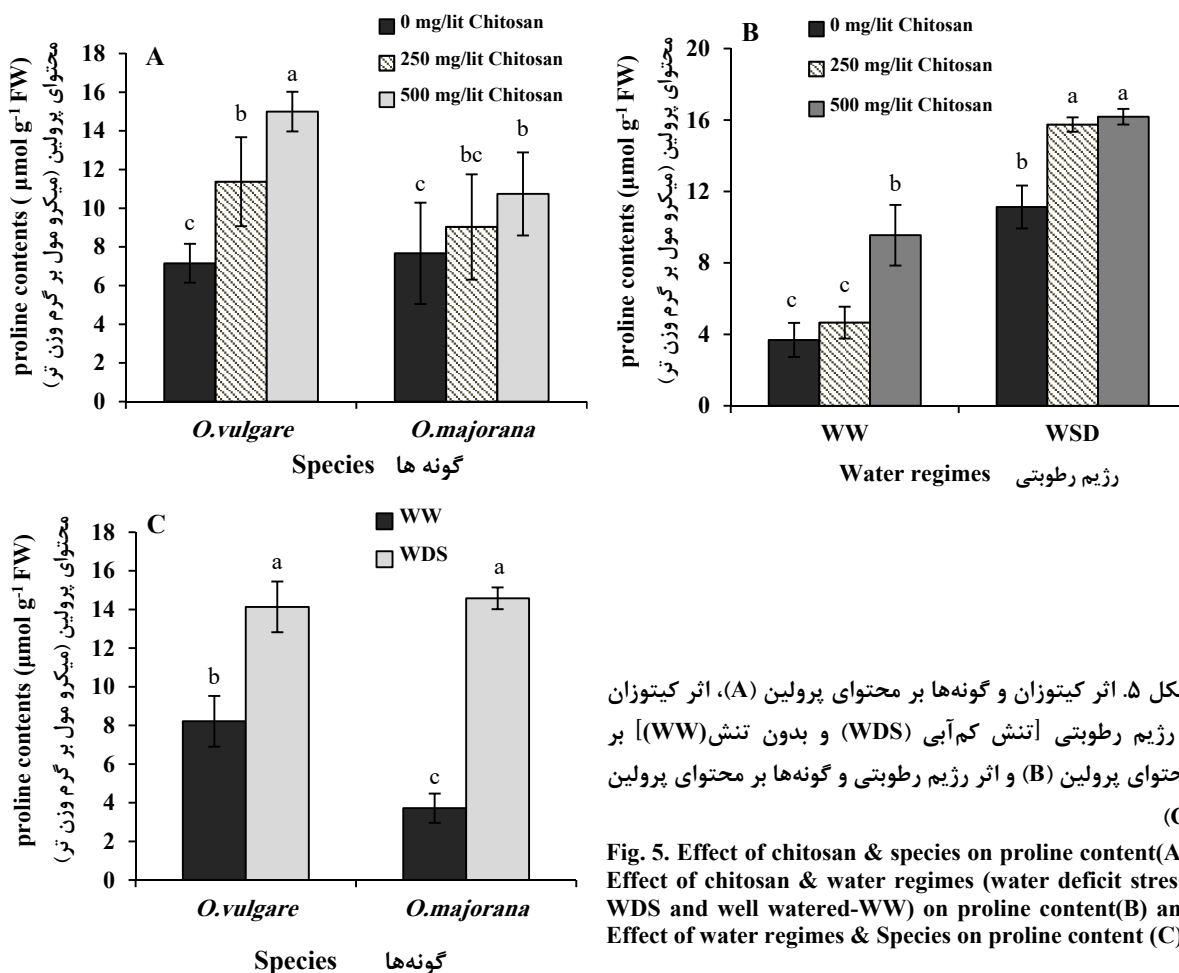 A
0 mg/lit Chitosan
250 mg/lit Chitosan
500 mg/lit Chitosan
proline contents ( µmol g-1 FW)
محتوای پرولین (میکرو مول بر گرم وزن تر)
18
16
14
12
10
8
6
4
2
0
c
b
a
c
bc
b
O.vulgare
O.majorana
Species گونه ها
B
0 mg/lit Chitosan
250 mg/lit Chitosan
500 mg/lit Chitosan
proline contents (µmol g-1 FW)
محتوای پرولین (میکرو مول بر گرم وزن تر)
20
16
12
8
4
0
c
c
b
b
a
a
WW
WSD
Water regimes رژیم رطوبتی
C
WW
WDS
proline contents (µmol g-1 FW)
محتوای پرولین (میکرو مول بر گرم وزن تر)
18
16
14
12
10
8
6
4
2
0
b
a
c
a
O.vulgare
O.majorana
Species گونه‌ها
کل ۵. اثر کیتوزان و گونه‌ها بر محتوای پرولین (A)، اثر کیتوزان
رژیم رطوبتی [تنش کم‌آبی (WDS) و بدون تنش(WW)] بر
حتوای پرولین (B) و اثر رژیم رطوبتی و گونه‌ها بر محتوای پرولین
(C
Fig. 5. Effect of chitosan & species on proline content(A
Effect of chitosan & water regimes (water deficit stres
WDS and well watered-WW) on proline content(B) an
Effect of water regimes & Species on proline content (C)